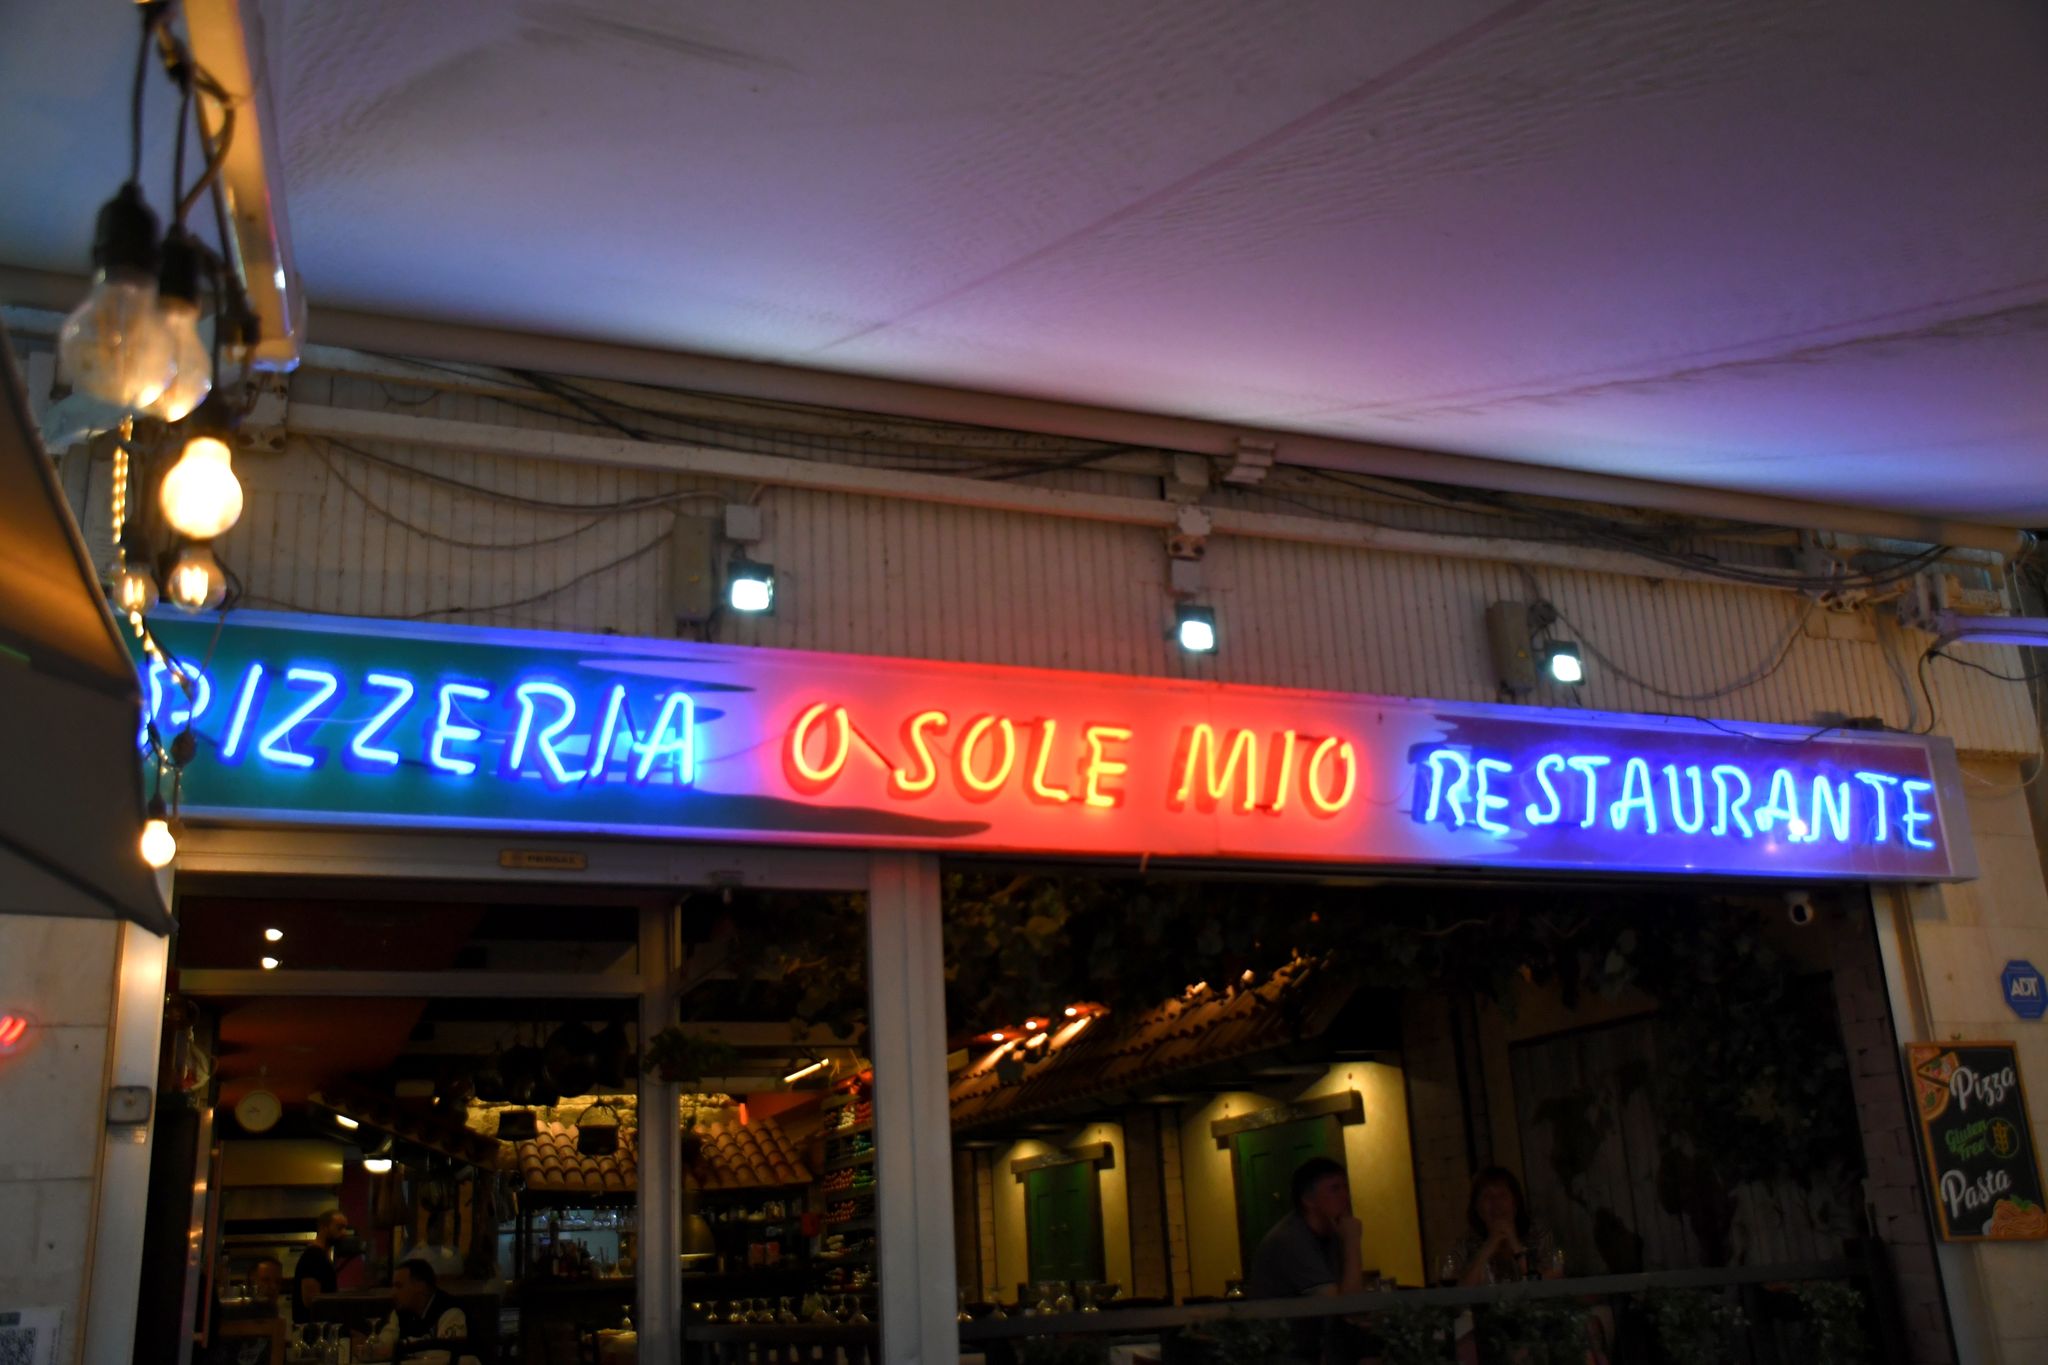 PIZZERIA O SOLE MIO RESTAURANTE
ADT
Pizza
Gluten
free
Pasta